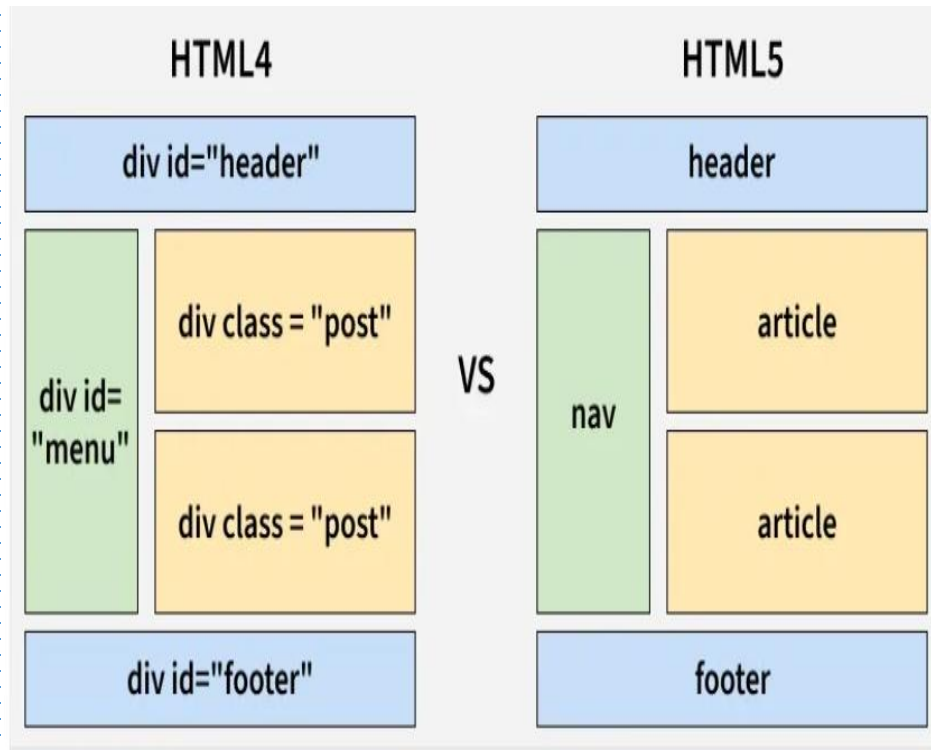 HTML4
div id="header"
div id=
"menu"
div class = "post"
div class = "post"
div id="footer"
VS
HTML5
header
nav
article
article
footer